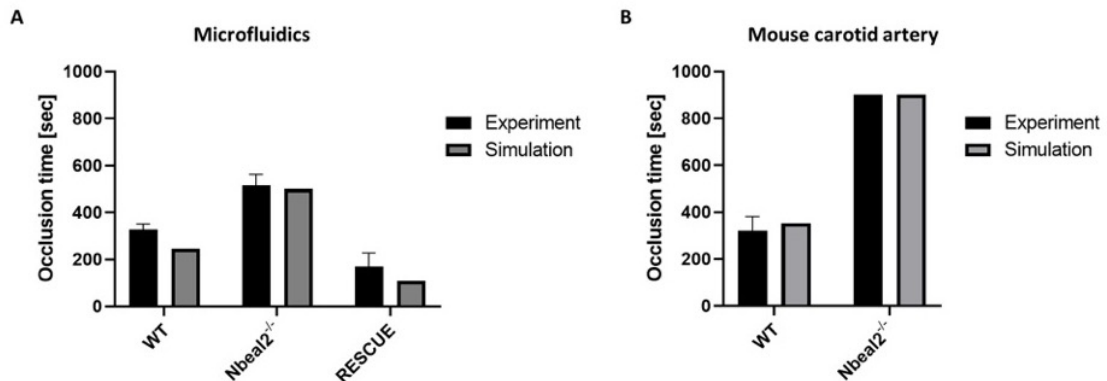 A
Microfluidics
Occlusion time [sec]
1000
800
600
400
200
0
WT
Nbeal2-/-
RESCUE
Experiment
Simulation
B
Mouse carotid artery
Occlusion time [sec]
1000
800
600
400
200
0
WT
Nbeal2-/-
Experiment
Simulation